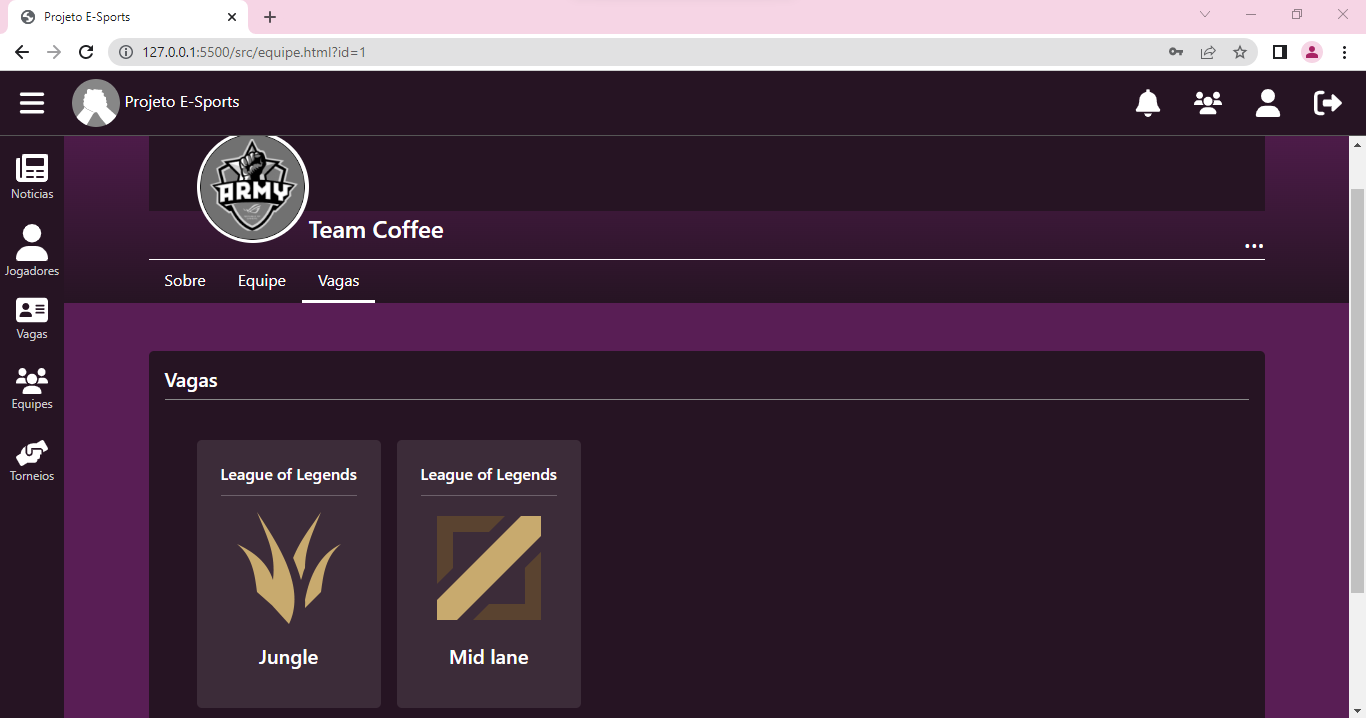 Projeto E-Sports
127.0.0.1:5500/src/equipe.html?id=1
Projeto E-Sports
Noticias
Jogadores
Vagas
Equipes
Torneios
ARMY
Team Coffee
Sobre Equipe Vagas
Vagas
League of Legends
Jungle
League of Legends
Mid lane